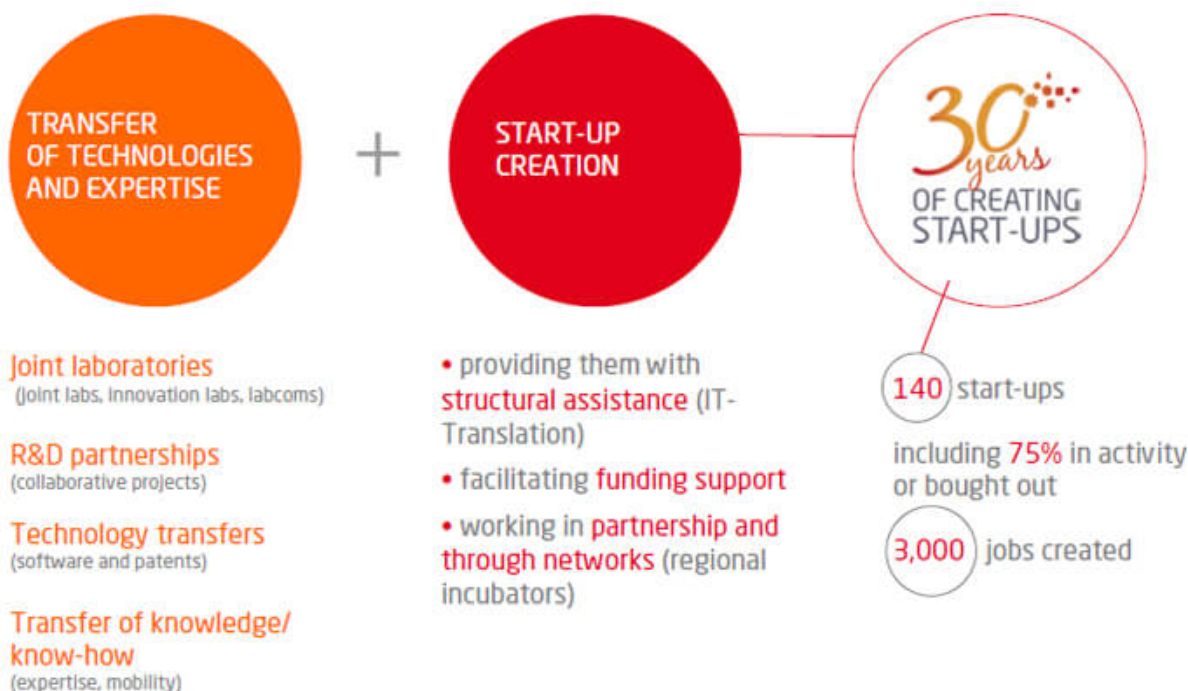 TRANSFER
OF TECHNOLOGIES
AND EXPERTISE
+
START-UP
CREATION
30
years
OF CREATING
START-UPS
Joint laboratories
(joint labs, innovation labs, labcoms)
R&D partnerships
(collaborative projects)
Technology transfers
(software and patents)
Transfer of knowledge/
know-how
(expertise, mobility)
• providing them with
structural assistance (IT-
Translation)
• facilitating funding support
• working in partnership and
through networks (regional
incubators)
140 start-ups
including 75% in activity
or bought out
3,000 jobs created